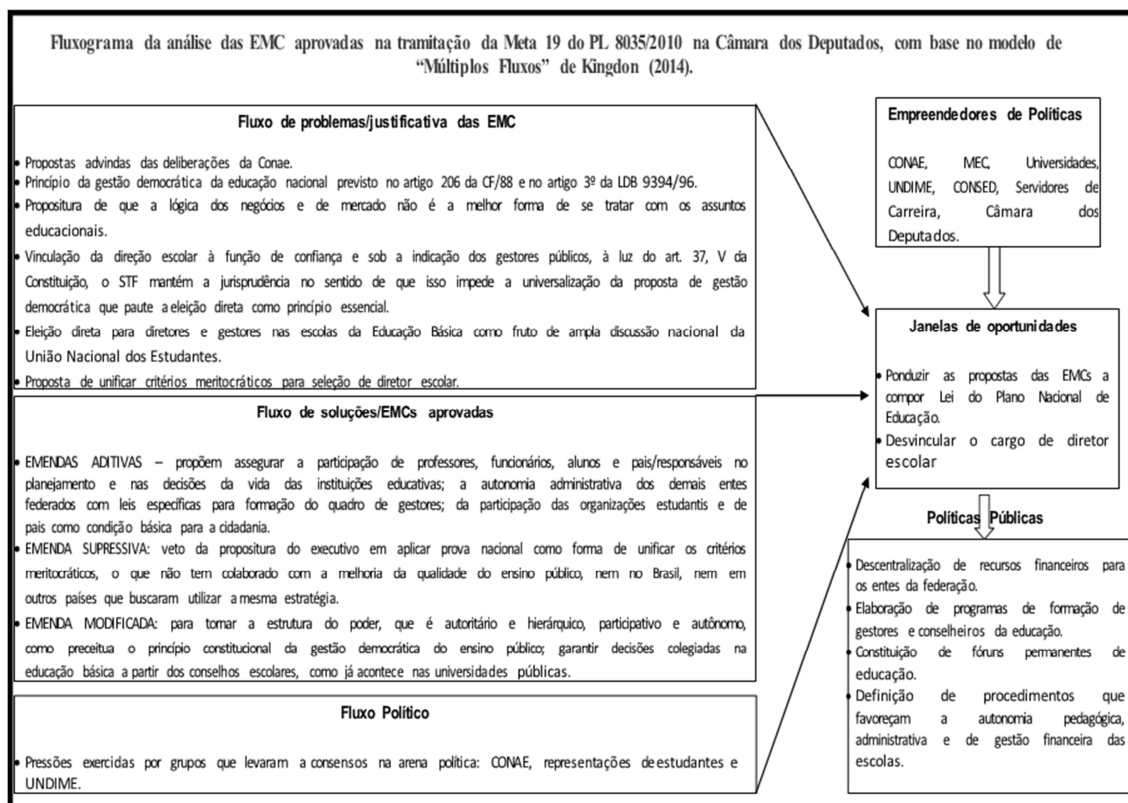 Fluxograma da análise das EMC aprovadas na tramitação da Meta 19 do PL 8035/2010 na Câmara dos Deputados, com base no modelo de
“Múltiplos Fluxos” de Kingdon (2014).
Fluxo de problemas/justificativa das EMC
• Propostas advindas das deliberações da Conae.
• Princípio da gestão democrática da educação nacional previsto no artigo 206 da CF/88 e no artigo 3º da LDB 9394/96.
• Propositura de que a lógica dos negócios e de mercado não é a melhor forma de se tratar com os assuntos
educacionais.
• Vinculação da direção escolar à função de confiança e sob a indicação dos gestores públicos, à luz do art. 37, V da
Constituição, o STF mantém a jurisprudência no sentido de que isso impede a universalização da proposta de gestão
democrática que paute a eleição direta como princípio essencial.
• Eleição direta para diretores e gestores nas escolas da Educação Básica como fruto de ampla discussão nacional da
União Nacional dos Estudantes.
• Proposta de unificar critérios meritocráticos para seleção de diretor escolar.
Fluxo de soluções/EMCs aprovadas
• EMENDAS ADITIVAS – propõem assegurar a participação de professores, funcionários, alunos e pais/responsáveis no
planejamento e nas decisões da vida das instituições educativas; a autonomia administrativa dos demais entes
federados com leis específicas para formação do quadro de gestores; da participação das organizações estudantis e de
pais como condição básica para a cidadania.
• EMENDA SUPRESSIVA: veto da propositura do executivo em aplicar prova nacional como forma de unificar os critérios
meritocráticos, o que não tem colaborado com a melhoria da qualidade do ensino público, nem no Brasil, nem em
outros países que buscaram utilizar a mesma estratégia.
• EMENDA MODIFICADA: para tornar a estrutura do poder, que é autoritário e hierárquico, participativo e autônomo,
como preceitua o princípio constitucional da gestão democrática do ensino público; garantir decisões colegiadas na
educação básica a partir dos conselhos escolares, como já acontece nas universidades públicas.
Fluxo Político
• Pressões exercidas por grupos que levaram a consensos na arena política: CONAE, representações de estudantes e
UNDIME.
Empreendedores de Políticas
CONAE, MEC, Universidades,
UNDIME, CONSED, Servidores de
Carreira, Câmara dos
Deputados.
Janelas de oportunidades
• Ponduzir as propostas das EMCs a
compor Lei do Plano Nacional de
Educação.
• Desvincular o cargo de diretor
escolar
Políticas Públicas
• Descentralização de recursos financeiros para
os entes da federação.
• Elaboração de programas de formação de
gestores e conselheiros da educação.
• Constituição de fóruns permanentes de
educação.
• Definição de procedimentos que
favoreçam a autonomia pedagógica,
administrativa e de gestão financeira das
escolas.